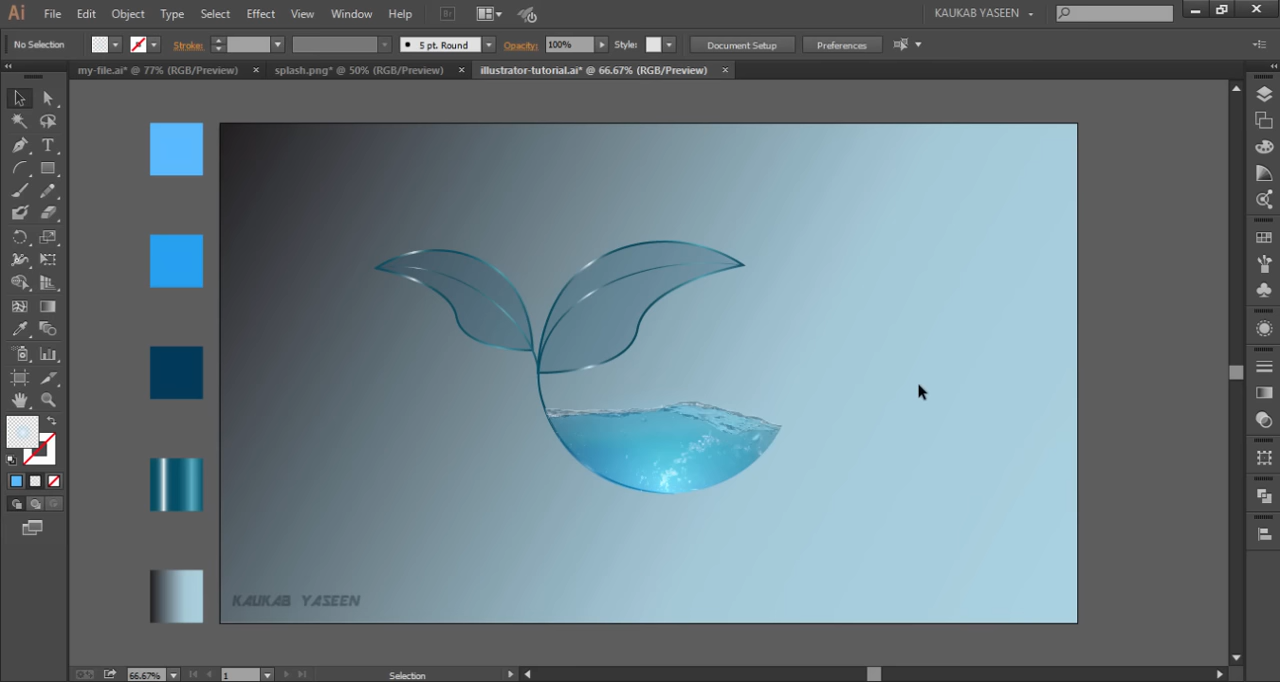 Ai File Edit Object Type Select Effect View Window Help Br KAUKAB YASEEN
No Selection Stroke: 5 pt. Round Opacity: 100% Style: Document Setup Preferences
my-file.ai* @ 77% (RGB/Preview) splash.png* @ 50% (RGB/Preview) illustrator-tutorial.ai* @ 66.67% (RGB/Preview)
KAUKAB YASEEN
66.67% 1 Selection